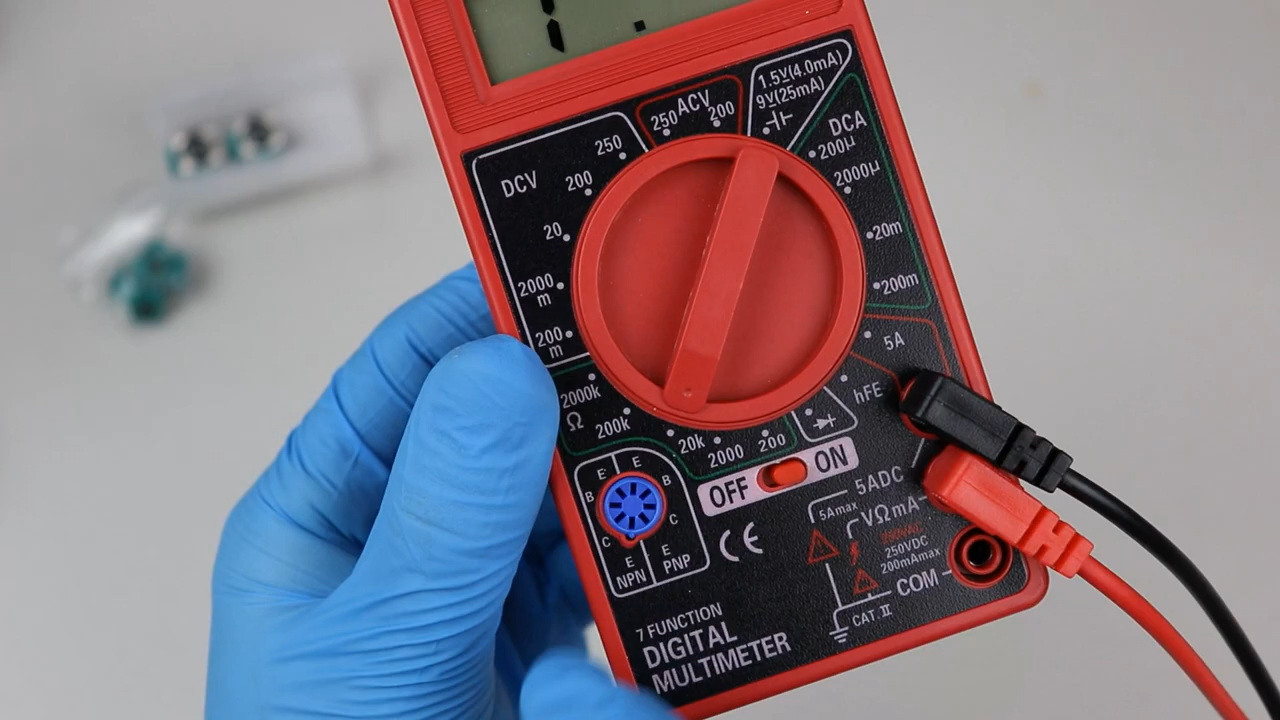 1.5V(4.0mA)
9V(25mA)
ACV
250 200
DCV
250
200
20
2000
m
200
m
DCA
200µ
2000µ
20m
200m
5A
hFE
2000k
Ω
200k
20k
2000
200
OFF ON
E E
B B
C C
E E
NPN PNP
CE
5ADC
5Amax
VΩmA
250VDC
200mAmax
COM
CAT.II
7 FUNCTION
DIGITAL
MULTIMETER